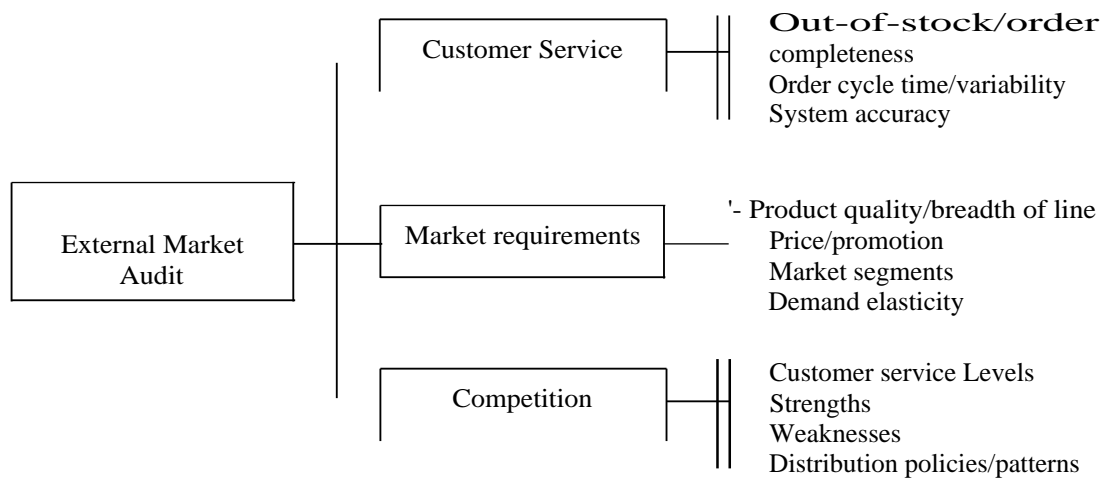 External Market
Audit
Customer Service
Out-of-stock/order
completeness
Order cycle time/variability
System accuracy
Market requirements
'- Product quality/breadth of line
Price/promotion
Market segments
Demand elasticity
Competition
Customer service Levels
Strengths
Weaknesses
Distribution policies/patterns